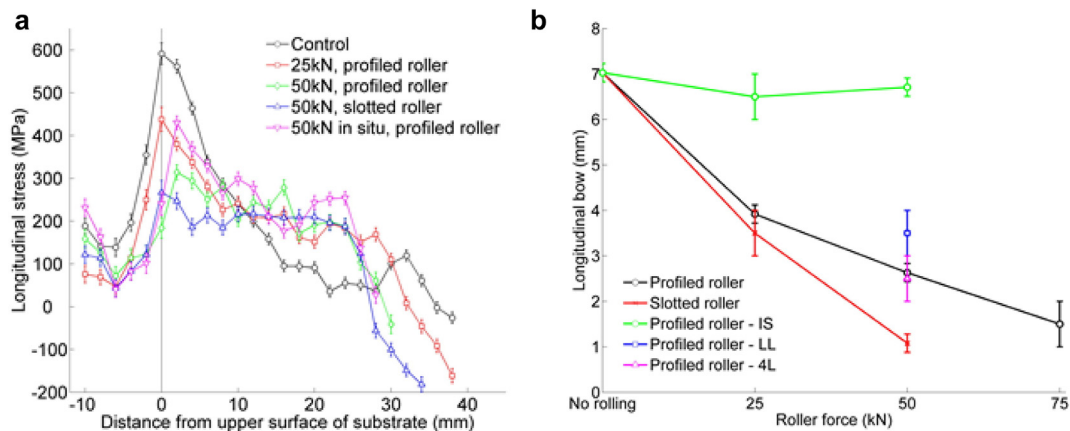 a
Longitudinal stress (MPa)
600
500
400
300
200
100
0
-100
-200
-10
0
10
20
30
40
Distance from upper surface of substrate (mm)
Control
25kN, profiled roller
50kN, profiled roller
50kN, slotted roller
50kN in situ, profiled roller
b
Longitudinal bow (mm)
8
7
6
5
4
3
2
1
0
No rolling
25
50
75
Roller force (kN)
Profiled roller
Slotted roller
Profiled roller - IS
Profiled roller - LL
Profiled roller - 4L